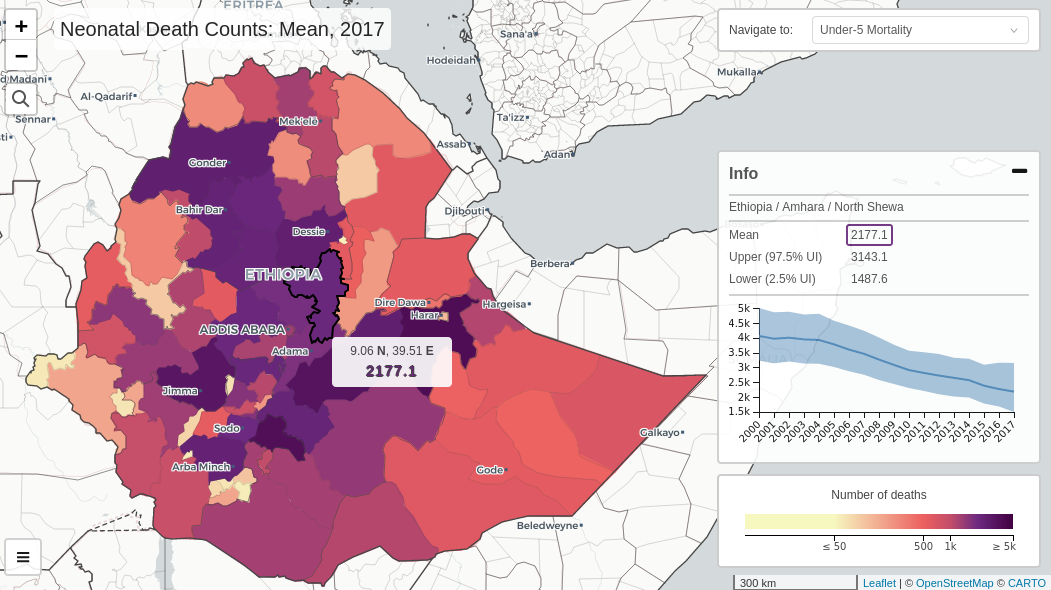 ERITREA
+
Neonatal Death Counts: Mean, 2017
−
Sana'a
Hodeidah
Navigate to:
Under-5 Mortality
Mukalla
d Madani
Al-Qadarif
Sennar
Mek'elē
Ta'izz
sti
Assab
Adan
Conder
Info
Ethiopia / Amhara / North Shewa
Bahir Dar
Djibouti
Dessie
Mean 2177.1
Upper (97.5% UI) 3143.1
Lower (2.5% UI) 1487.6
Berbera
ETHIOPIA
Dire Dawa
Hargeisa
Harar
ADDIS ABABA
Adama
9.06 N, 39.51 E
2177.1
5k
4.5k
4k
3.5k
3k
2.5k
2k
1.5k
2000 2001 2002 2003 2004 2005 2006 2007 2008 2009 2010 2011 2012 2013 2014 2015 2016 2017
Jimma
Sodo
Galkayo
Arba Minch
Gode
Number of deaths
≤ 50 500 1k ≥ 5k
Beledweyne
300 km
Leaflet | © OpenStreetMap © CARTO